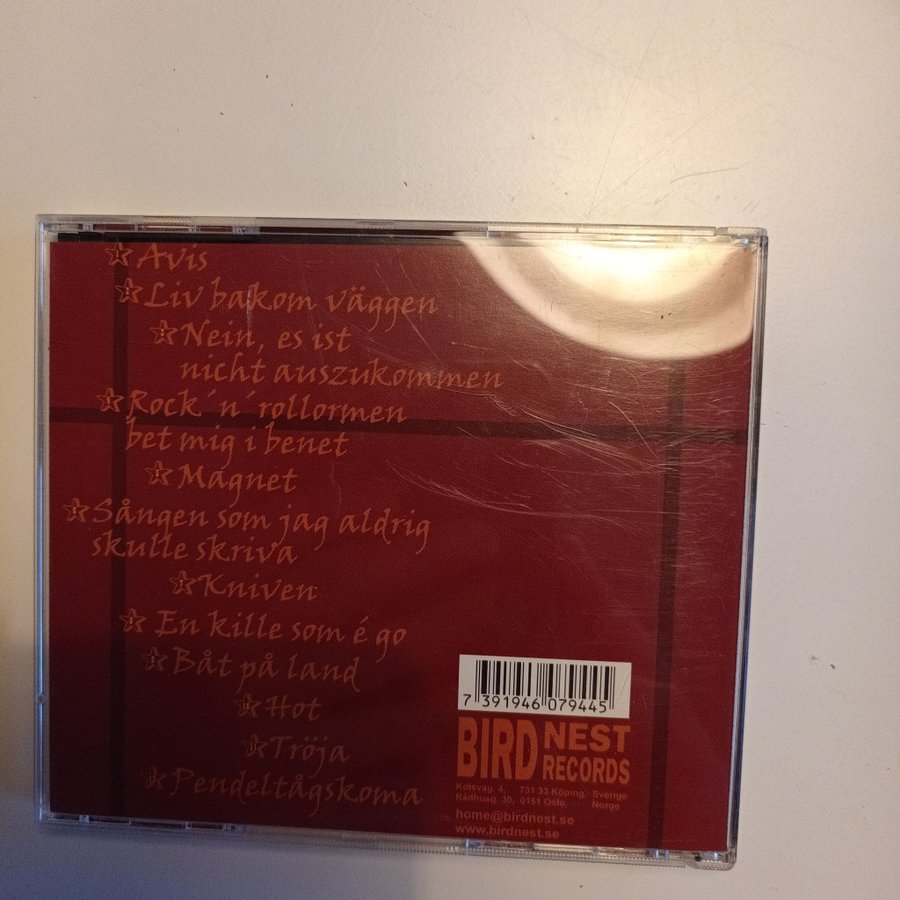 Avis
Liv bakom väggen
Nein, es ist
nicht auszukommen
Rock´n´rollormen
bet mig i benet
Magnet
Sången som jag aldrig
skulle skriva
Kniven
En kille som é go
Båt på land
Hot
Tröja
Pendeltågskoma
7 391946 079445
BIRD NEST
RECORDS
Kolsväg. 4, 731 33 Köping, Sverige
Rådhusg. 30, 0151 Oslo, Norge
home@birdnest.se
www.birdnest.se